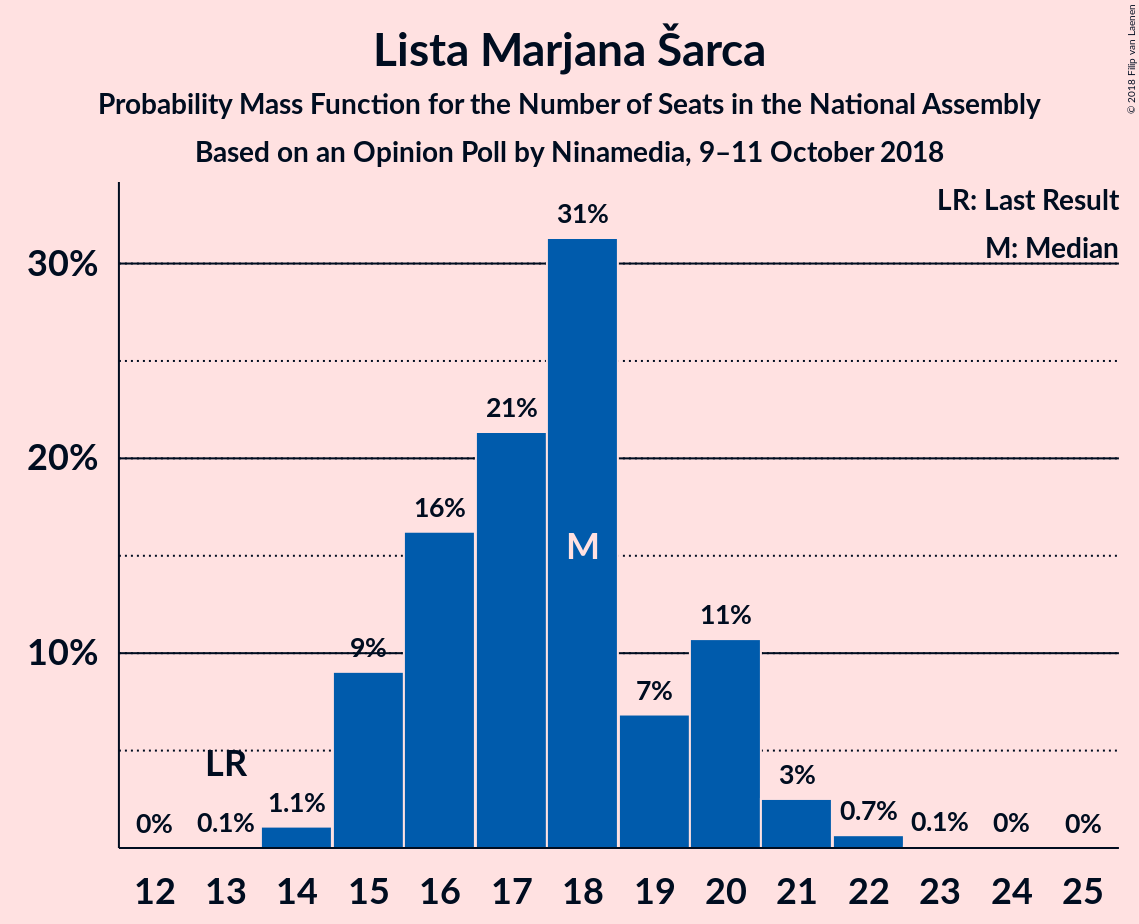 Lista Marjana Šarca
Probability Mass Function for the Number of Seats in the National Assembly
Based on an Opinion Poll by Ninamedia, 9–11 October 2018
© 2018 Filip van Laenen
LR: Last Result
M: Median
30%
20%
10%
0%
0.1%
LR
1.1%
9%
16%
21%
31%
M
7%
11%
3%
0.7%
0.1%
0%
0%
12 13 14 15 16 17 18 19 20 21 22 23 24 25